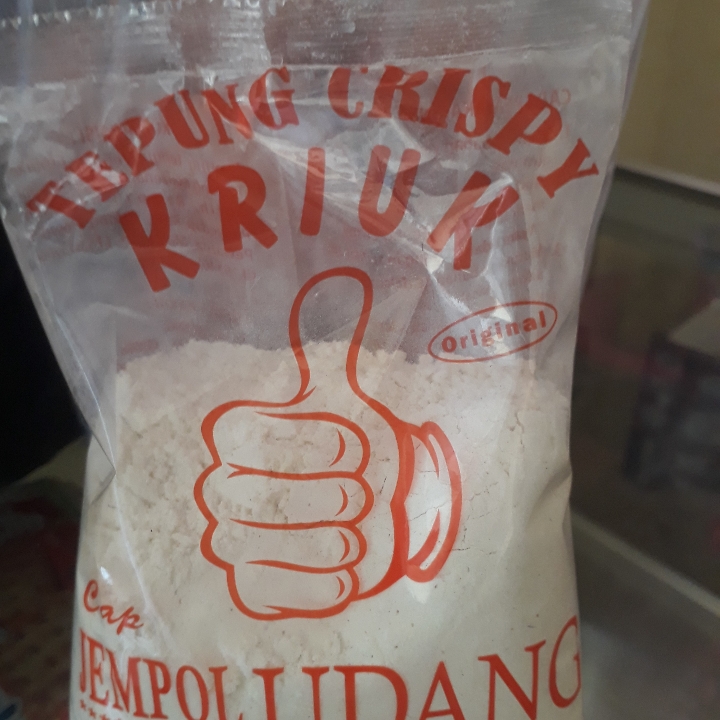 TEPUNG CRISPY
KRIUK
Original
Cap
JEMPOL UDANG